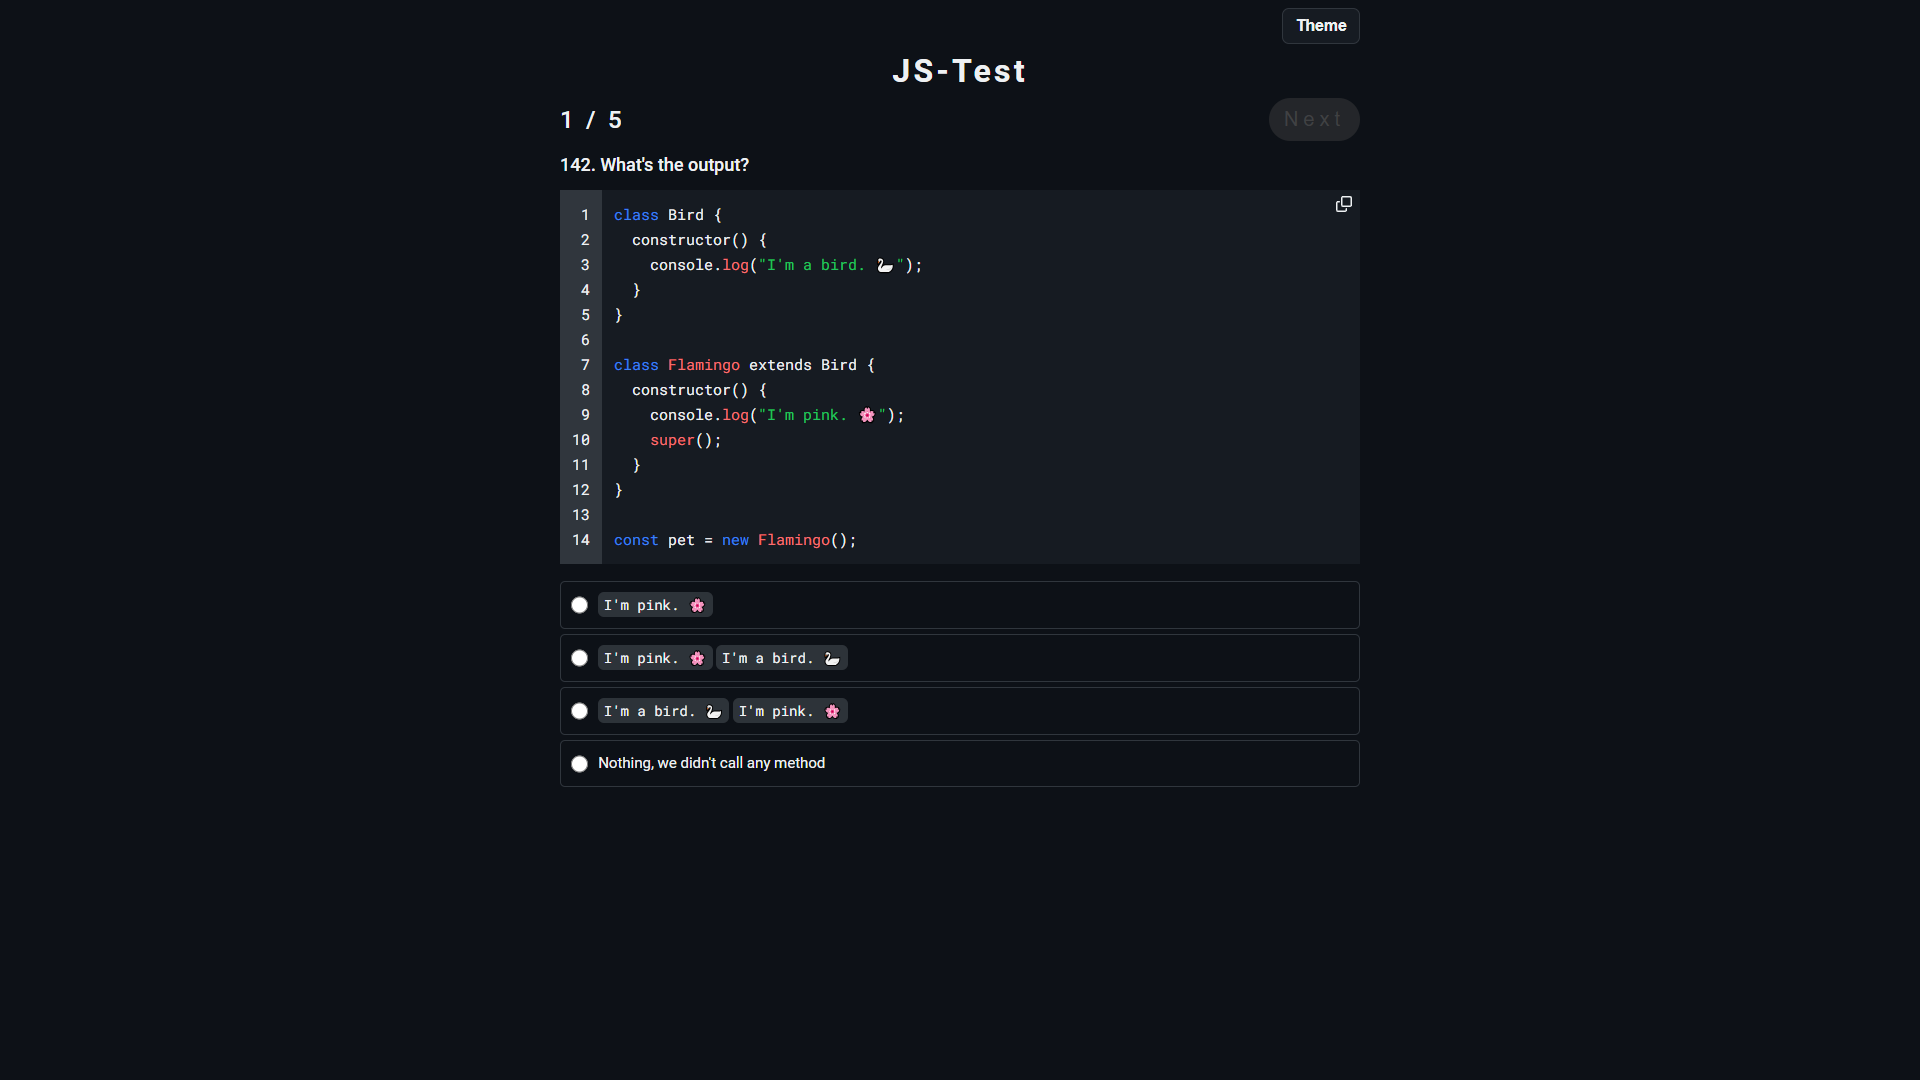 Theme
JS-Test
1 / 5
Next
142. What's the output?
1 class Bird {
2   constructor() {
3     console.log("I'm a bird. 🦢");
4   }
5 }
6
7 class Flamingo extends Bird {
8   constructor() {
9     console.log("I'm pink. 🌸");
10     super();
11   }
12 }
13
14 const pet = new Flamingo();
I'm pink. 🌸
I'm pink. 🌸 I'm a bird. 🦢
I'm a bird. 🦢 I'm pink. 🌸
Nothing, we didn't call any method